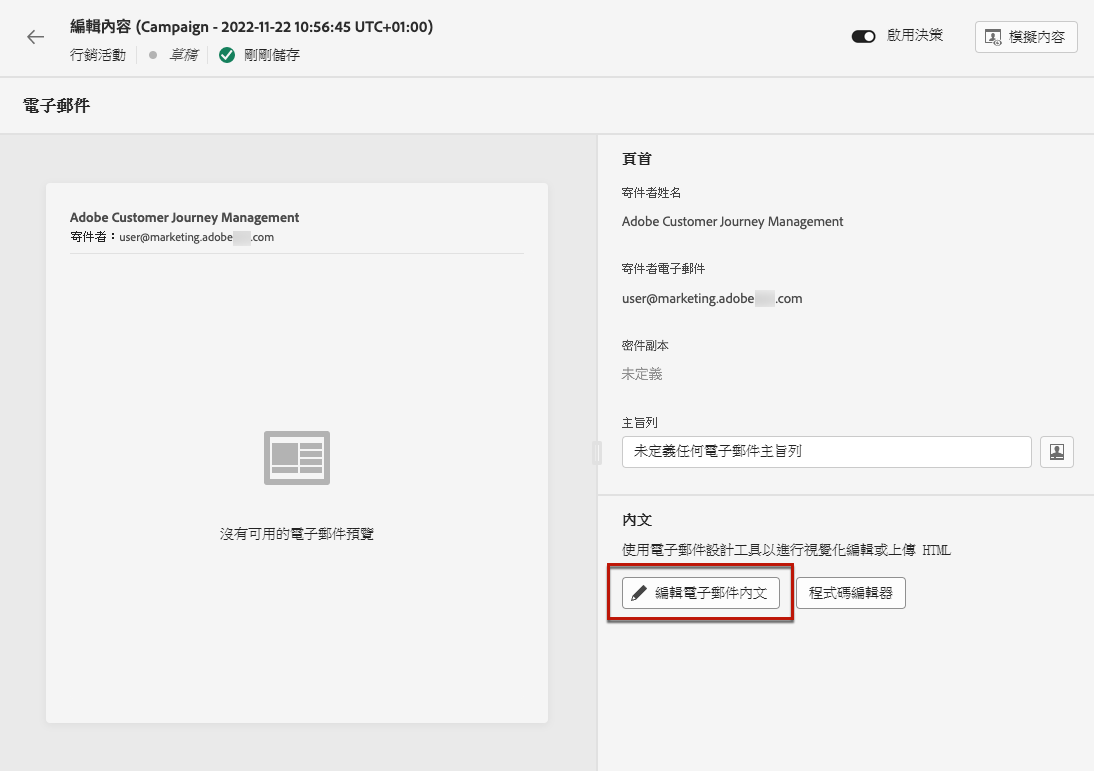 編輯內容 (Campaign - 2022-11-22 10:56:45 UTC+01:00)
行銷活動 草稿 剛剛儲存
啟用決策
模擬內容
電子郵件
Adobe Customer Journey Management
寄件者：user@marketing.adobe .com
沒有可用的電子郵件預覽
頁首
寄件者姓名
Adobe Customer Journey Management
寄件者電子郵件
user@marketing.adobe .com
密件副本
未定義
主旨列
未定義任何電子郵件主旨列
內文
使用電子郵件設計工具以進行視覺化編輯或上傳 HTML
編輯電子郵件內文
程式碼編輯器